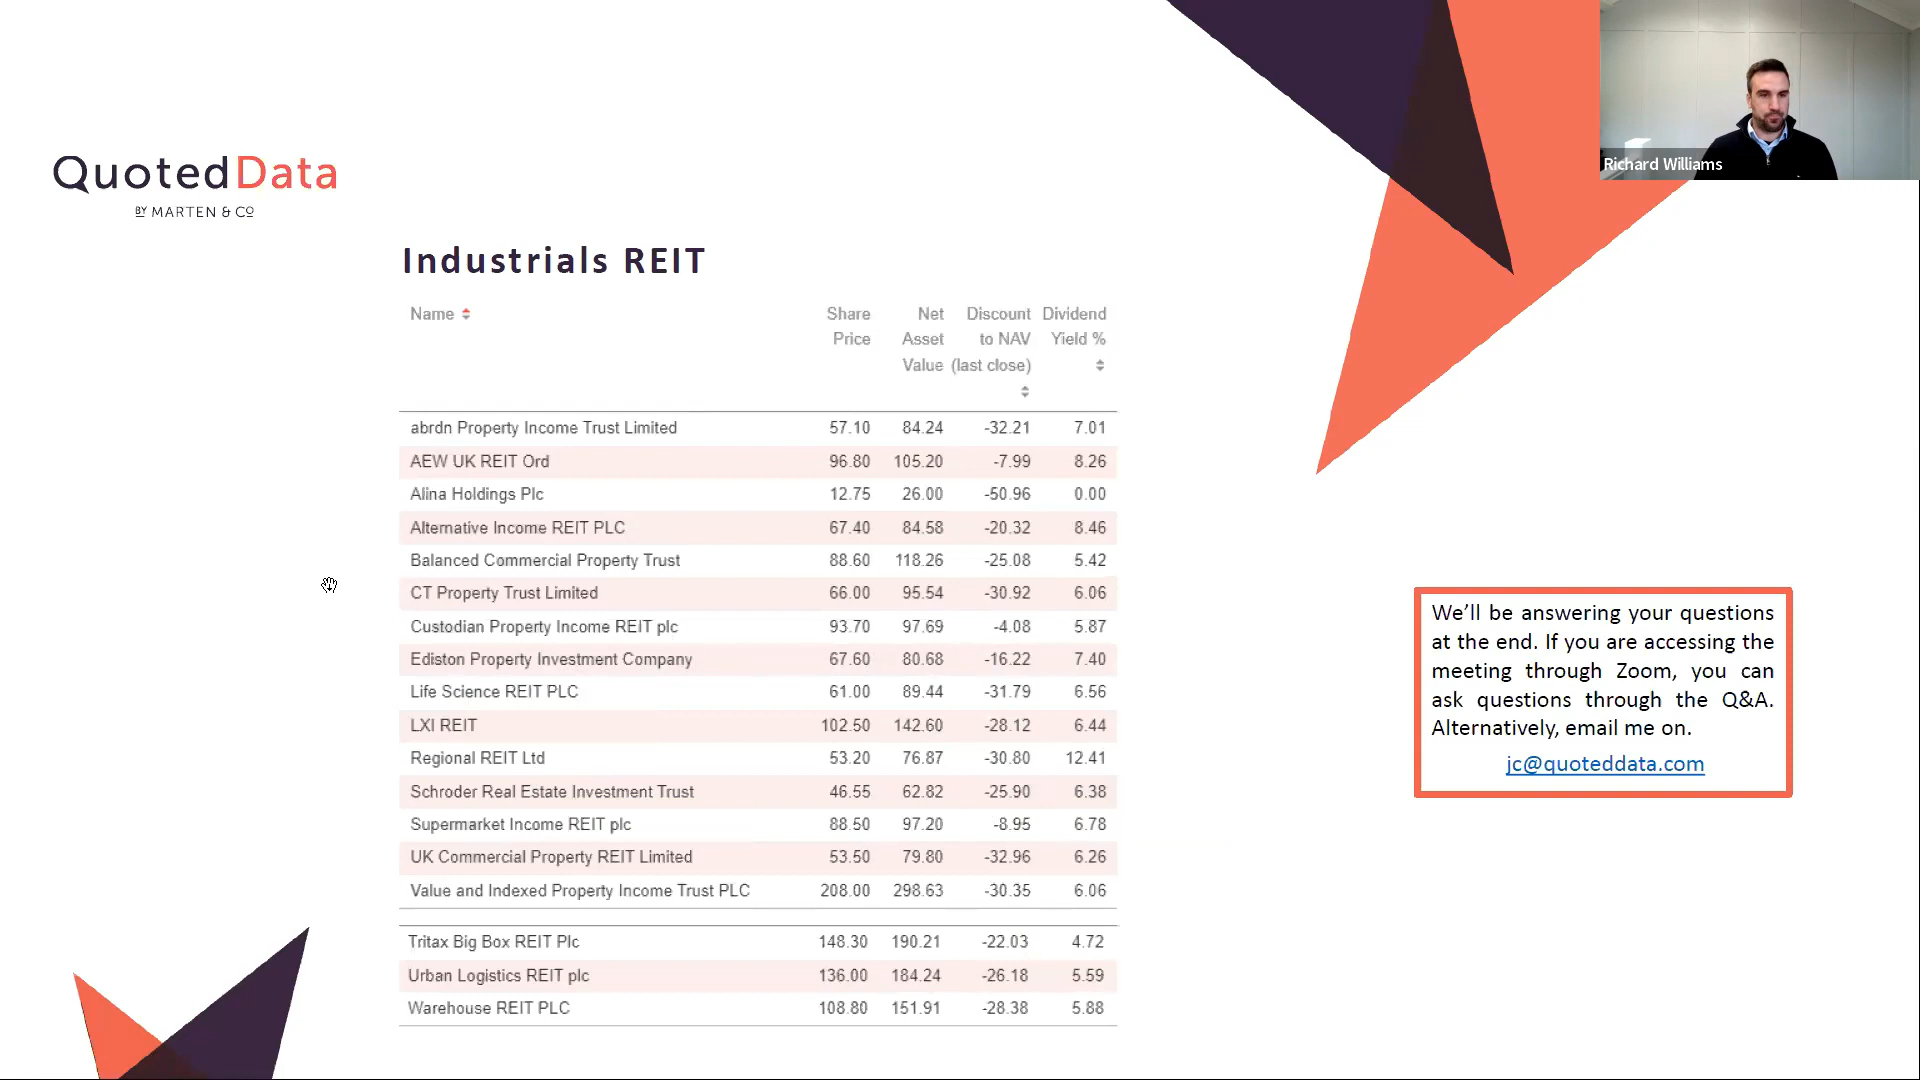 Richard Williams
QuotedData
BY MARTEN & CO
Industrials REIT
Name Share Price Net Asset Value Discount to NAV (last close) Dividend Yield %
abrdn Property Income Trust Limited 57.10 84.24 -32.21 7.01
AEW UK REIT Ord 96.80 105.20 -7.99 8.26
Alina Holdings Plc 12.75 26.00 -50.96 0.00
Alternative Income REIT PLC 67.40 84.58 -20.32 8.46
Balanced Commercial Property Trust 88.60 118.26 -25.08 5.42
CT Property Trust Limited 66.00 95.54 -30.92 6.06
Custodian Property Income REIT plc 93.70 97.69 -4.08 5.87
Ediston Property Investment Company 67.60 80.68 -16.22 7.40
Life Science REIT PLC 61.00 89.44 -31.79 6.56
LXI REIT 102.50 142.60 -28.12 6.44
Regional REIT Ltd 53.20 76.87 -30.80 12.41
Schroder Real Estate Investment Trust 46.55 62.82 -25.90 6.38
Supermarket Income REIT plc 88.50 97.20 -8.95 6.78
UK Commercial Property REIT Limited 53.50 79.80 -32.96 6.26
Value and Indexed Property Income Trust PLC 208.00 298.63 -30.35 6.06
Tritax Big Box REIT Plc 148.30 190.21 -22.03 4.72
Urban Logistics REIT plc 136.00 184.24 -26.18 5.59
Warehouse REIT PLC 108.80 151.91 -28.38 5.88
We’ll be answering your questions
at the end. If you are accessing the
meeting through Zoom, you can
ask questions through the Q&A.
Alternatively, email me on.
jc@quoteddata.com